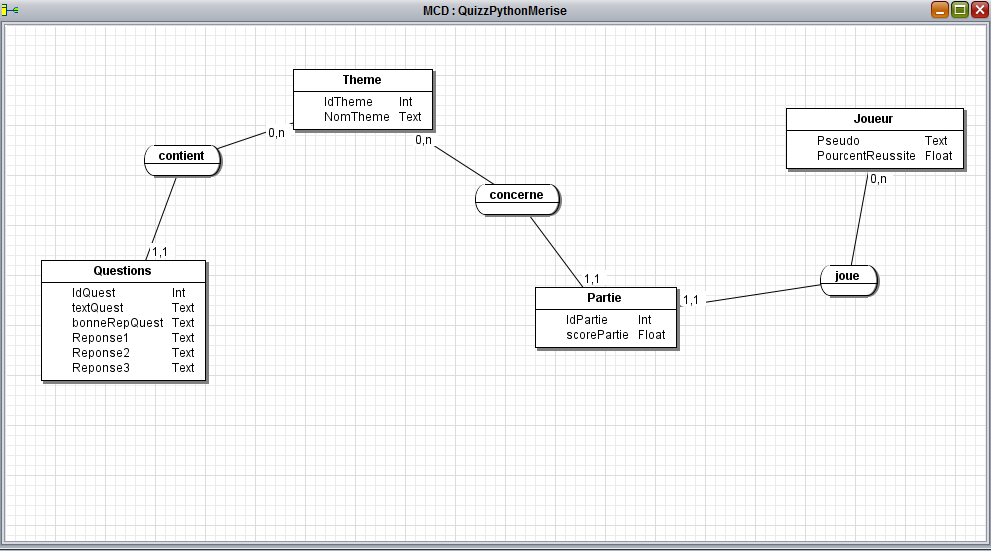 MCD : QuizzPythonMerise
Theme
IdTheme Int
NomTheme Text
0,n
0,n
contient
1,1
Questions
IdQuest Int
textQuest Text
bonneRepQuest Text
Reponse1 Text
Reponse2 Text
Reponse3 Text
concerne
1,1
Partie
IdPartie Int
scorePartie Float
1,1
Joueur
Pseudo Text
PourcentReussite Float
0,n
joue